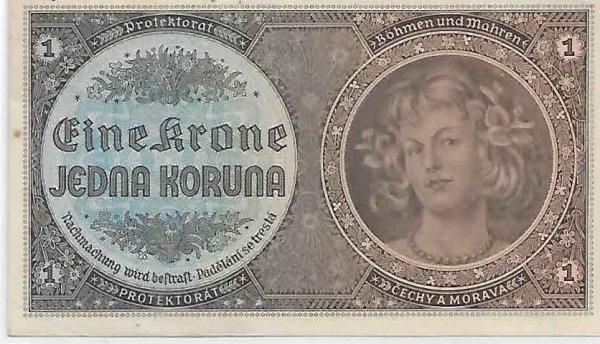 1
Protektorat
Böhmen und Mähren
1
Eine Krone
JEDNA KORUNA
Nachmachung wird bestraft · Padělání se trestá
1
PROTEKTORÁT
ČECHY A MORAVA
1